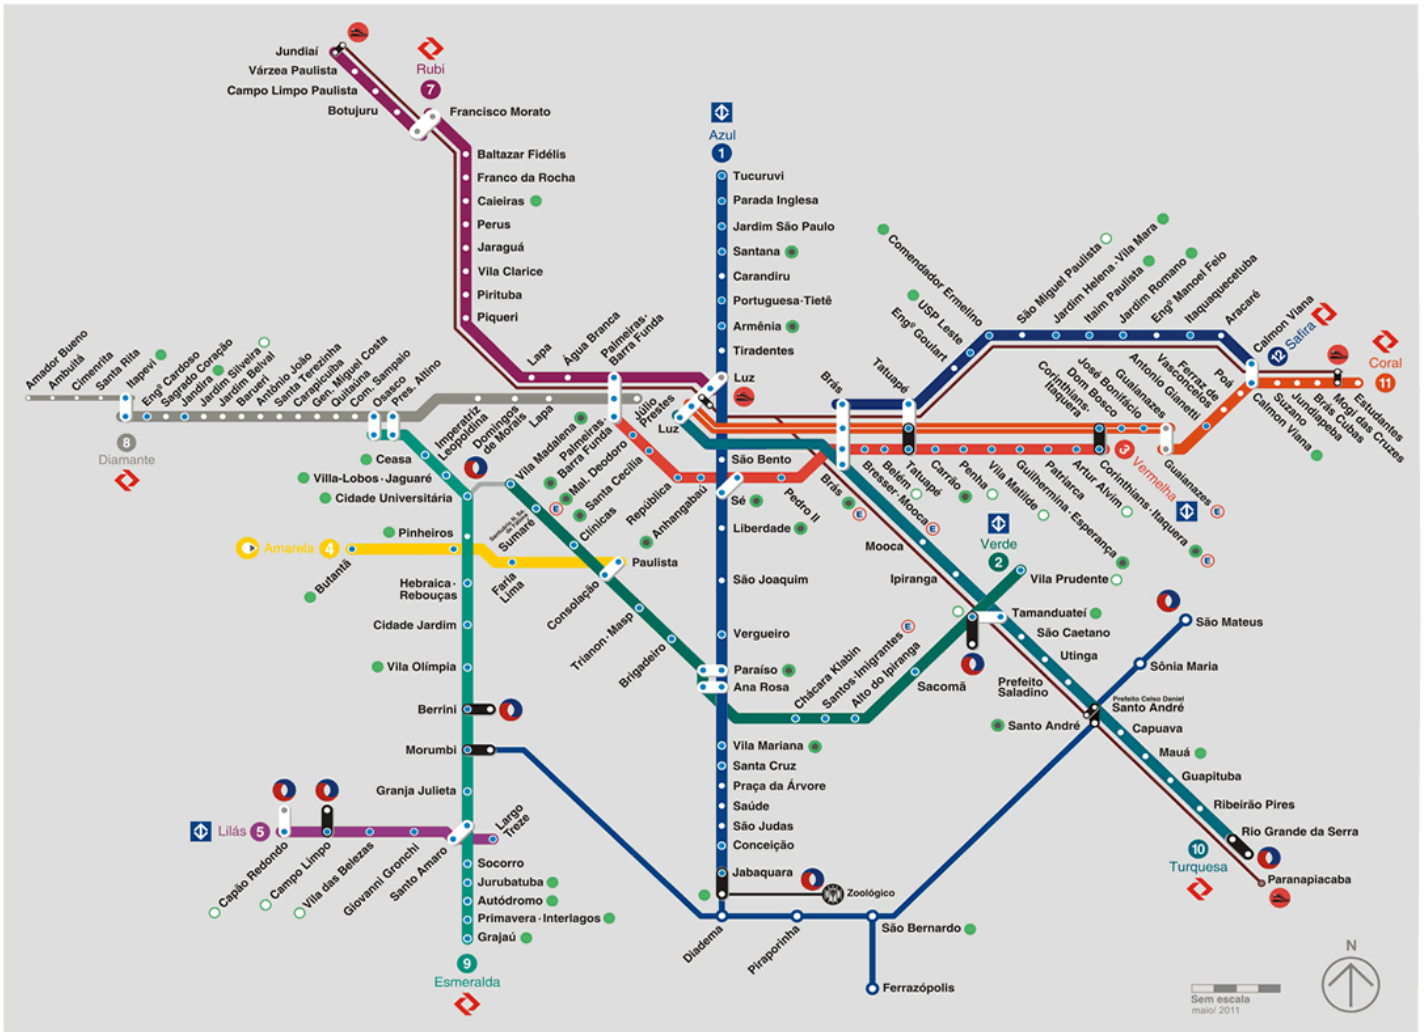 Jundiaí
Várzea Paulista
Campo Limpo Paulista
Botujuru
Rubi
7
Francisco Morato
Baltazar Fidélis
Franco da Rocha
Caieiras
Perus
Jaraguá
Vila Clarice
Pirituba
Piqueri
Lapa
Água Branca
Palmeiras-
Barra Funda
Azul
1
Tucuruvi
Parada Inglesa
Jardim São Paulo
Santana
Carandiru
Portuguesa-Tietê
Armênia
Tiradentes
Luz
Luz
São Bento
Sé
Liberdade
São Joaquim
Vergueiro
Paraíso
Ana Rosa
Vila Mariana
Santa Cruz
Praça da Árvore
Saúde
São Judas
Conceição
Jabaquara
Zoológico
Amador Bueno
Ambuitá
Cimenrita
Santa Rita
Itapevi
Engº Cardoso
Sagrado Coração
Jandira
Jardim Silveira
Jardim Belval
Barueri
Antônio João
Santa Terezinha
Carapicuíba
Gen. Miguel Costa
Quitaúna
Com. Sampaio
Osasco
Pres. Altino
Imperatriz
Leopoldina
Domingos
de Morais
Lapa
Palmeiras-
Barra Funda
Júlio
Prestes
8
Diamante
Ceasa
Villa-Lobos-Jaguaré
Cidade Universitária
Pinheiros
Hebraica-
Rebouças
Cidade Jardim
Vila Olímpia
Berrini
Morumbi
Granja Julieta
Santo Amaro
Socorro
Jurubatuba
Autódromo
Primavera-Interlagos
Grajaú
9
Esmeralda
Amarela 4
Butantã
Faria
Lima
Paulista
Lilás 5
Capão Redondo
Campo Limpo
Vila das Belezas
Giovanni Gronchi
Largo
Treze
Vila Madalena
Sumaré
Clínicas
Consolação
Trianon-Masp
Brigadeiro
Chácara Klabin
Santos-Imigrantes
Alto do Ipiranga
Sacomã
Tamanduateí
Vila Prudente
Verde
2
Mal. Deodoro
Santa Cecília
República
Anhangabaú
Pedro II
Brás
Brás
Bresser-Mooca
Belém
Tatuapé
Tatuapé
Carrão
Penha
Vila Matilde
Guilhermina-Esperança
Patriarca
Artur Alvim
Corinthians-Itaquera
3 Vermelha
Comendador Ermelino
USP Leste
Engº Goulart
São Miguel Paulista
Jardim Helena-Vila Mara
Itaim Paulista
Jardim Romano
Engº Manoel Feio
Itaquaquecetuba
Aracaré
Calmon Viana
12 Safira
Corinthians-
Itaquera
Dom Bosco
José Bonifácio
Guaianazes
Guaianazes
Antonio Gianetti
Ferraz de
Vasconcelos
Poá
Calmon Viana
Suzano
Jundiapeba
Brás Cubas
Mogi das Cruzes
Estudantes
Coral
11
Mooca
Ipiranga
São Caetano
Utinga
Prefeito
Saladino
Prefeito Celso Daniel
Santo André
Santo André
Capuava
Mauá
Guapituba
Ribeirão Pires
Rio Grande da Serra
Paranapiacaba
10
Turquesa
São Mateus
Sônia Maria
Diadema
Piraporinha
São Bernardo
Ferrazópolis
N
Sem escala
maio/ 2011